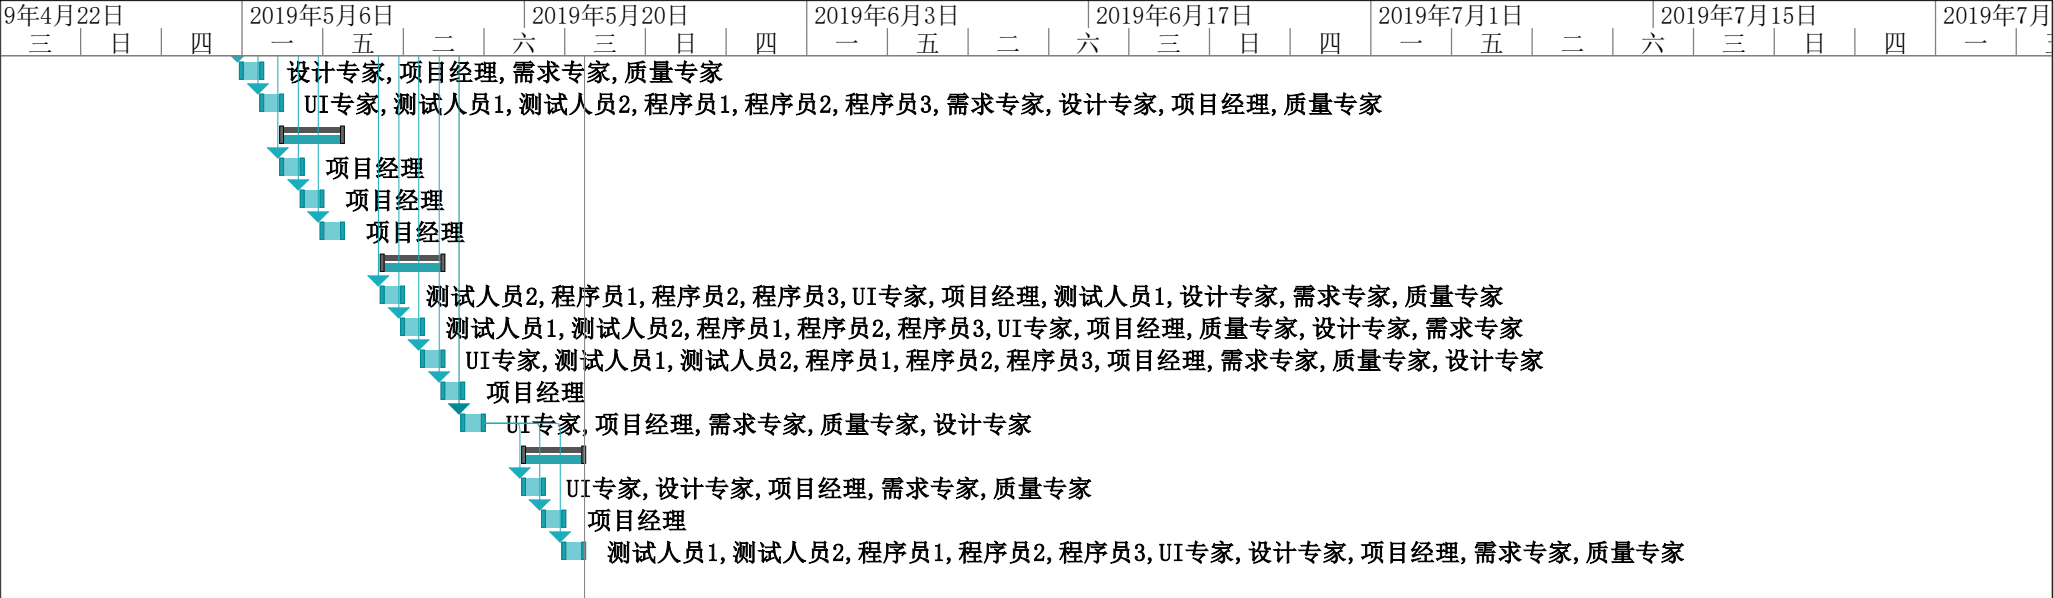 9年4月22日 2019年5月6日 2019年5月20日 2019年6月3日 2019年6月17日 2019年7月1日 2019年7月15日 2019年7月
三 日 四 一 五 二 六 三 日 四 一 五 二 六 三 日 四 一 五 二 六 三 日 四 一
设计专家,项目经理,需求专家,质量专家
UI专家,测试人员1,测试人员2,程序员1,程序员2,程序员3,需求专家,设计专家,项目经理,质量专家
项目经理
项目经理
项目经理
测试人员2,程序员1,程序员2,程序员3,UI专家,项目经理,测试人员1,设计专家,需求专家,质量专家
测试人员1,测试人员2,程序员1,程序员2,程序员3,UI专家,项目经理,质量专家,设计专家,需求专家
UI专家,测试人员1,测试人员2,程序员1,程序员2,程序员3,项目经理,需求专家,质量专家,设计专家
项目经理
UI专家,项目经理,需求专家,质量专家,设计专家
UI专家,设计专家,项目经理,需求专家,质量专家
项目经理
测试人员1,测试人员2,程序员1,程序员2,程序员3,UI专家,设计专家,项目经理,需求专家,质量专家